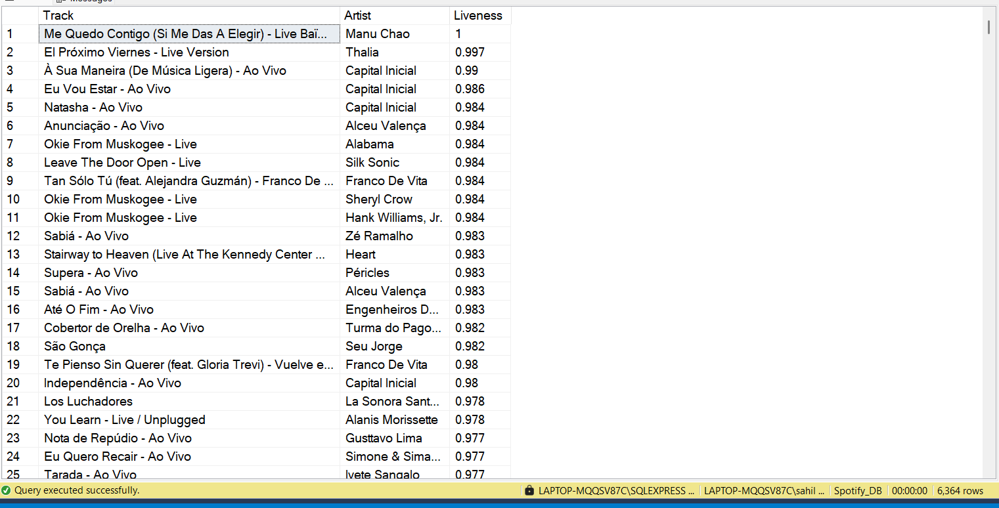 Messages
Track Artist Liveness
1 Me Quedo Contigo (Si Me Das A Elegir) - Live Baï... Manu Chao 1
2 El Próximo Viernes - Live Version Thalia 0.997
3 À Sua Maneira (De Música Ligera) - Ao Vivo Capital Inicial 0.99
4 Eu Vou Estar - Ao Vivo Capital Inicial 0.986
5 Natasha - Ao Vivo Capital Inicial 0.984
6 Anunciação - Ao Vivo Alceu Valença 0.984
7 Okie From Muskogee - Live Alabama 0.984
8 Leave The Door Open - Live Silk Sonic 0.984
9 Tan Sólo Tú (feat. Alejandra Guzmán) - Franco De ... Franco De Vita 0.984
10 Okie From Muskogee - Live Sheryl Crow 0.984
11 Okie From Muskogee - Live Hank Williams, Jr. 0.984
12 Sabiá - Ao Vivo Zé Ramalho 0.983
13 Stairway to Heaven (Live At The Kennedy Center ... Heart 0.983
14 Supera - Ao Vivo Péricles 0.983
15 Sabiá - Ao Vivo Alceu Valença 0.983
16 Até O Fim - Ao Vivo Engenheiros D... 0.983
17 Cobertor de Orelha - Ao Vivo Turma do Pago... 0.982
18 São Gonça Seu Jorge 0.982
19 Te Pienso Sin Querer (feat. Gloria Trevi) - Vuelve e... Franco De Vita 0.98
20 Independência - Ao Vivo Capital Inicial 0.98
21 Los Luchadores La Sonora Sant... 0.978
22 You Learn - Live / Unplugged Alanis Morissette 0.978
23 Nota de Repúdio - Ao Vivo Gusttavo Lima 0.977
24 Eu Quero Recair - Ao Vivo Simone & Sima... 0.977
25 Tarada - Ao Vivo Ivete Sangalo 0.977
Query executed successfully. LAPTOP-MQQSV87C\SQLEXPRESS ... LAPTOP-MQQSV87C\sahil ... Spotify_DB 00:00:00 6,364 rows